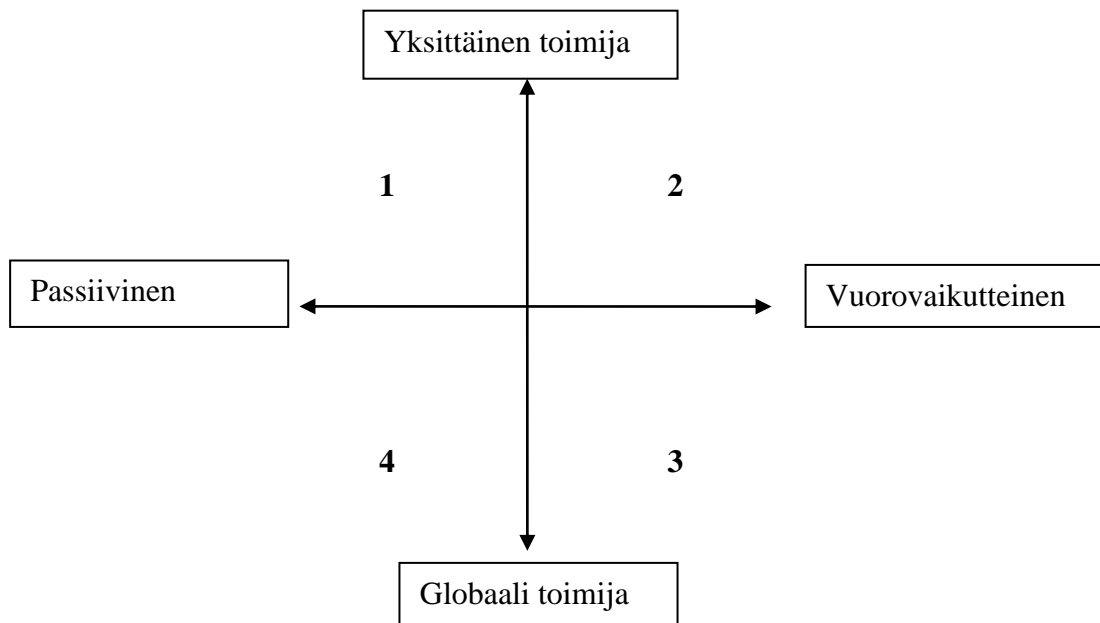 Yksittäinen toimija
1
2
Passiivinen
Vuorovaikutteinen
4
3
Globaali toimija